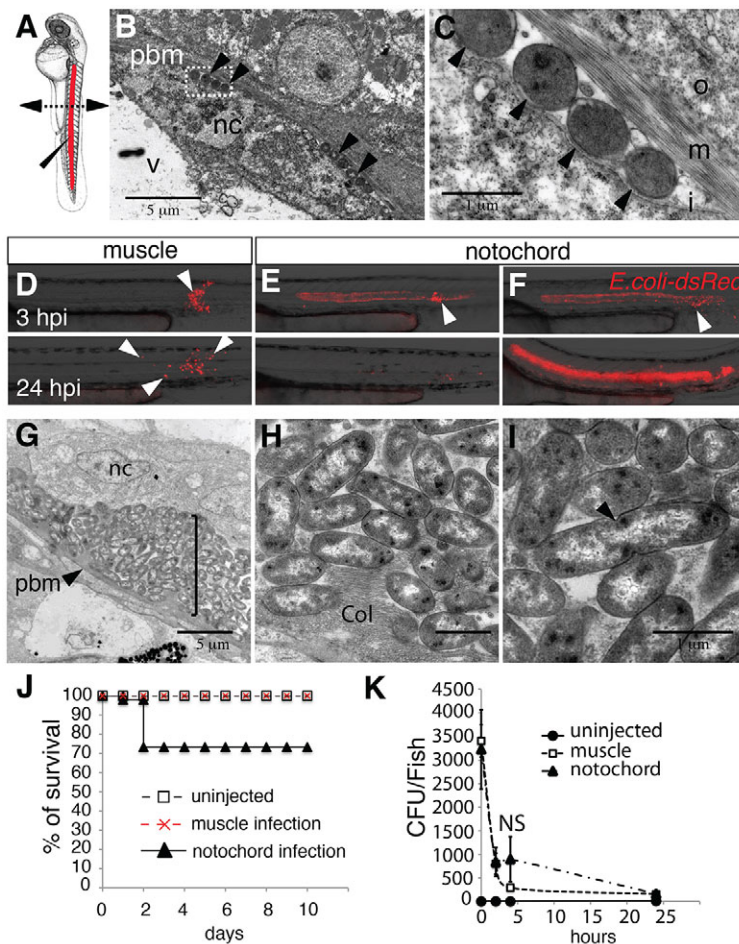 A
B
pbm
nc
v
5 µm
C
o
m
i
1 µm
muscle
notochord
D
3 hpi
E
F
E.coli-dsRed
24 hpi
G
nc
pbm
5 µm
H
Col
I
1 µm
J
% of survival
100
90
80
70
60
50
40
30
20
10
0
uninjected
muscle infection
notochord infection
0 2 4 6 8 10
days
K
CFU/Fish
4500
4000
3500
3000
2500
2000
1500
1000
500
0
uninjected
muscle
notochord
NS
0 5 10 15 20 25
hours